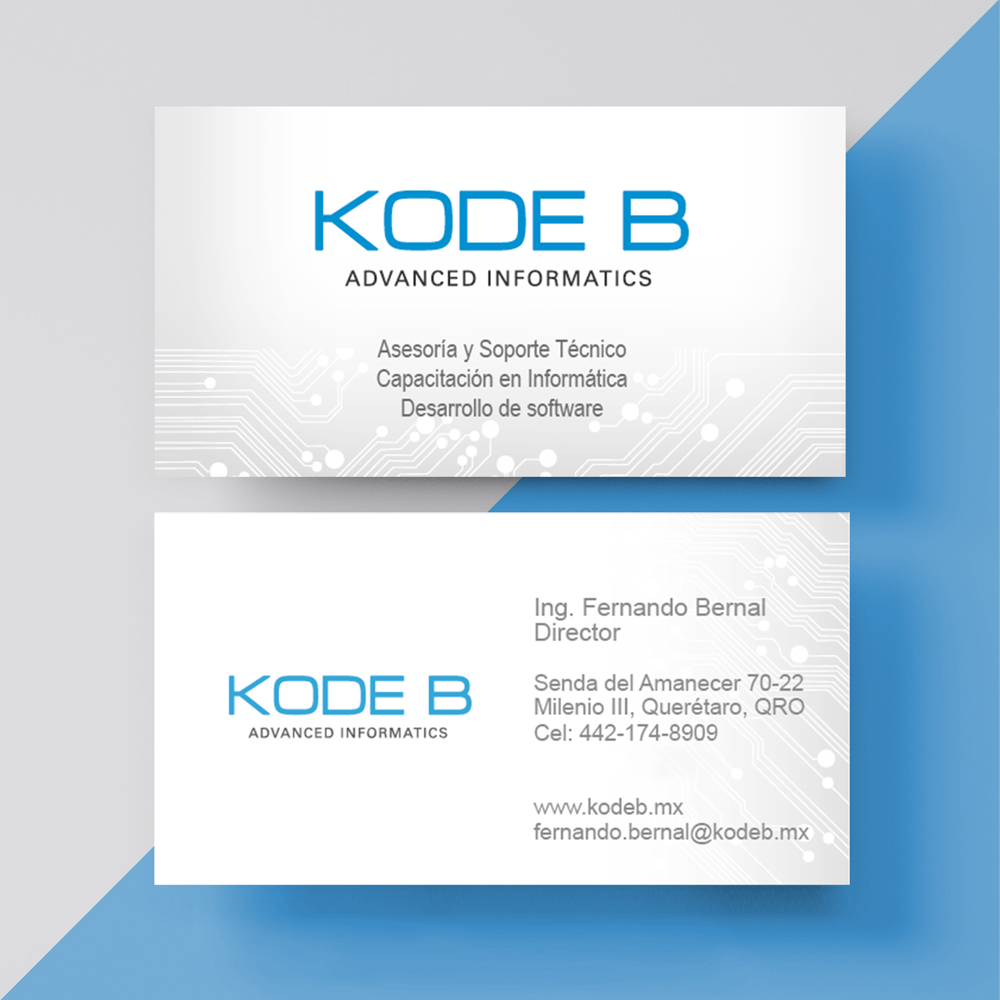 KODE B
ADVANCED INFORMATICS
Asesoría y Soporte Técnico
Capacitación en Informática
Desarrollo de software
Ing. Fernando Bernal
Director
KODE B
ADVANCED INFORMATICS
Senda del Amanecer 70-22
Milenio III, Querétaro, QRO
Cel: 442-174-8909
www.kodeb.mx
fernando.bernal@kodeb.mx